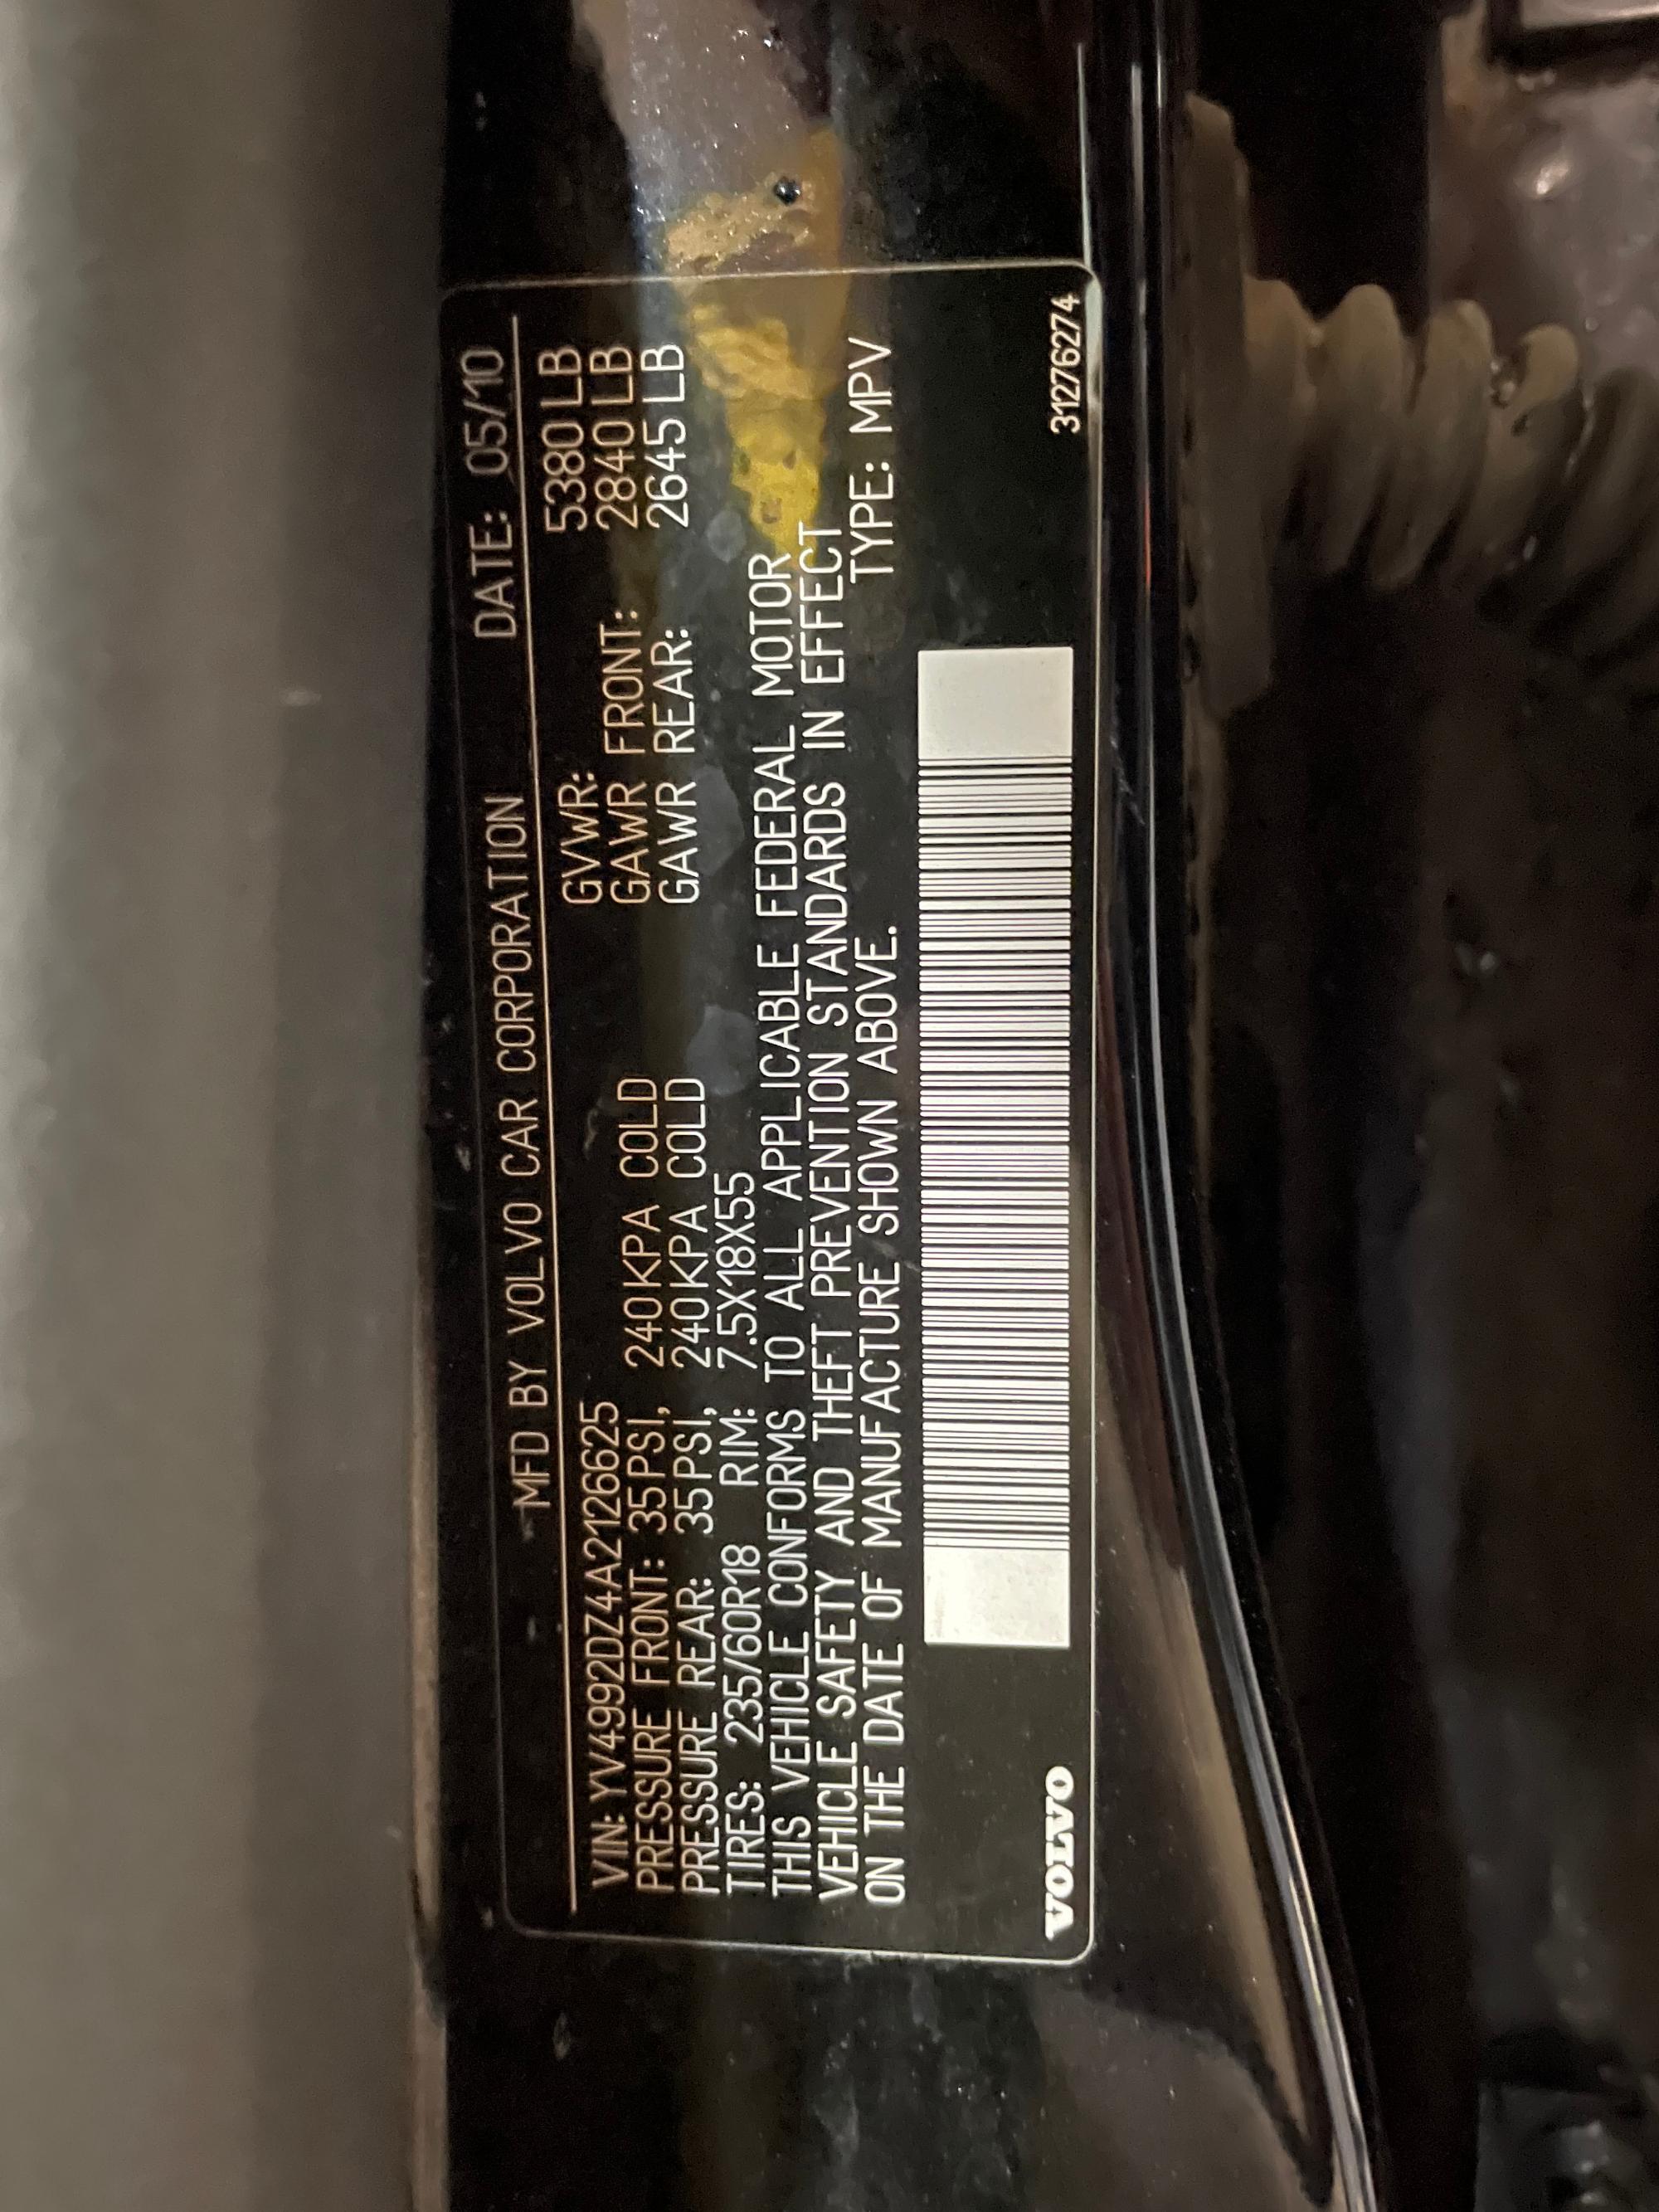 MFD BY VOLVO CAR CORPORATION DATE: 05/10
VIN: YV4992DZ4A2126625 GVWR: 5380 LB
PRESSURE FRONT: 35 PSI, 240 KPA COLD GAWR FRONT: 2840 LB
PRESSURE REAR: 35 PSI, 240 KPA COLD GAWR REAR: 2645 LB
TIRES: 235/60R18 RIM: 7.5X18X55
THIS VEHICLE CONFORMS TO ALL APPLICABLE FEDERAL MOTOR
VEHICLE SAFETY AND THEFT PREVENTION STANDARDS IN EFFECT
ON THE DATE OF MANUFACTURE SHOWN ABOVE. TYPE: MPV
VOLVO 31276274